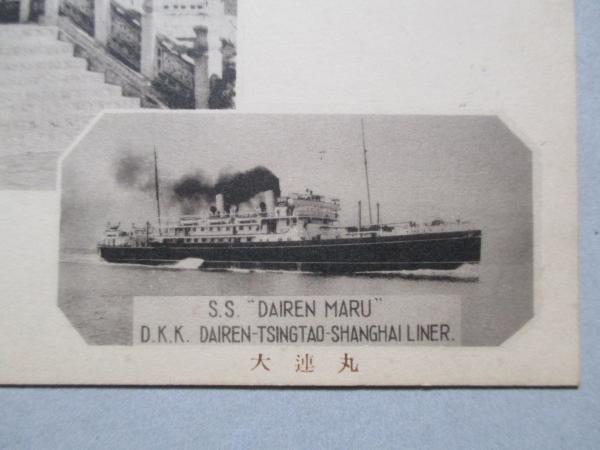 S.S. "DAIREN MARU"
D.K.K. DAIREN-TSINGTAO-SHANGHAI LINER.
大連丸